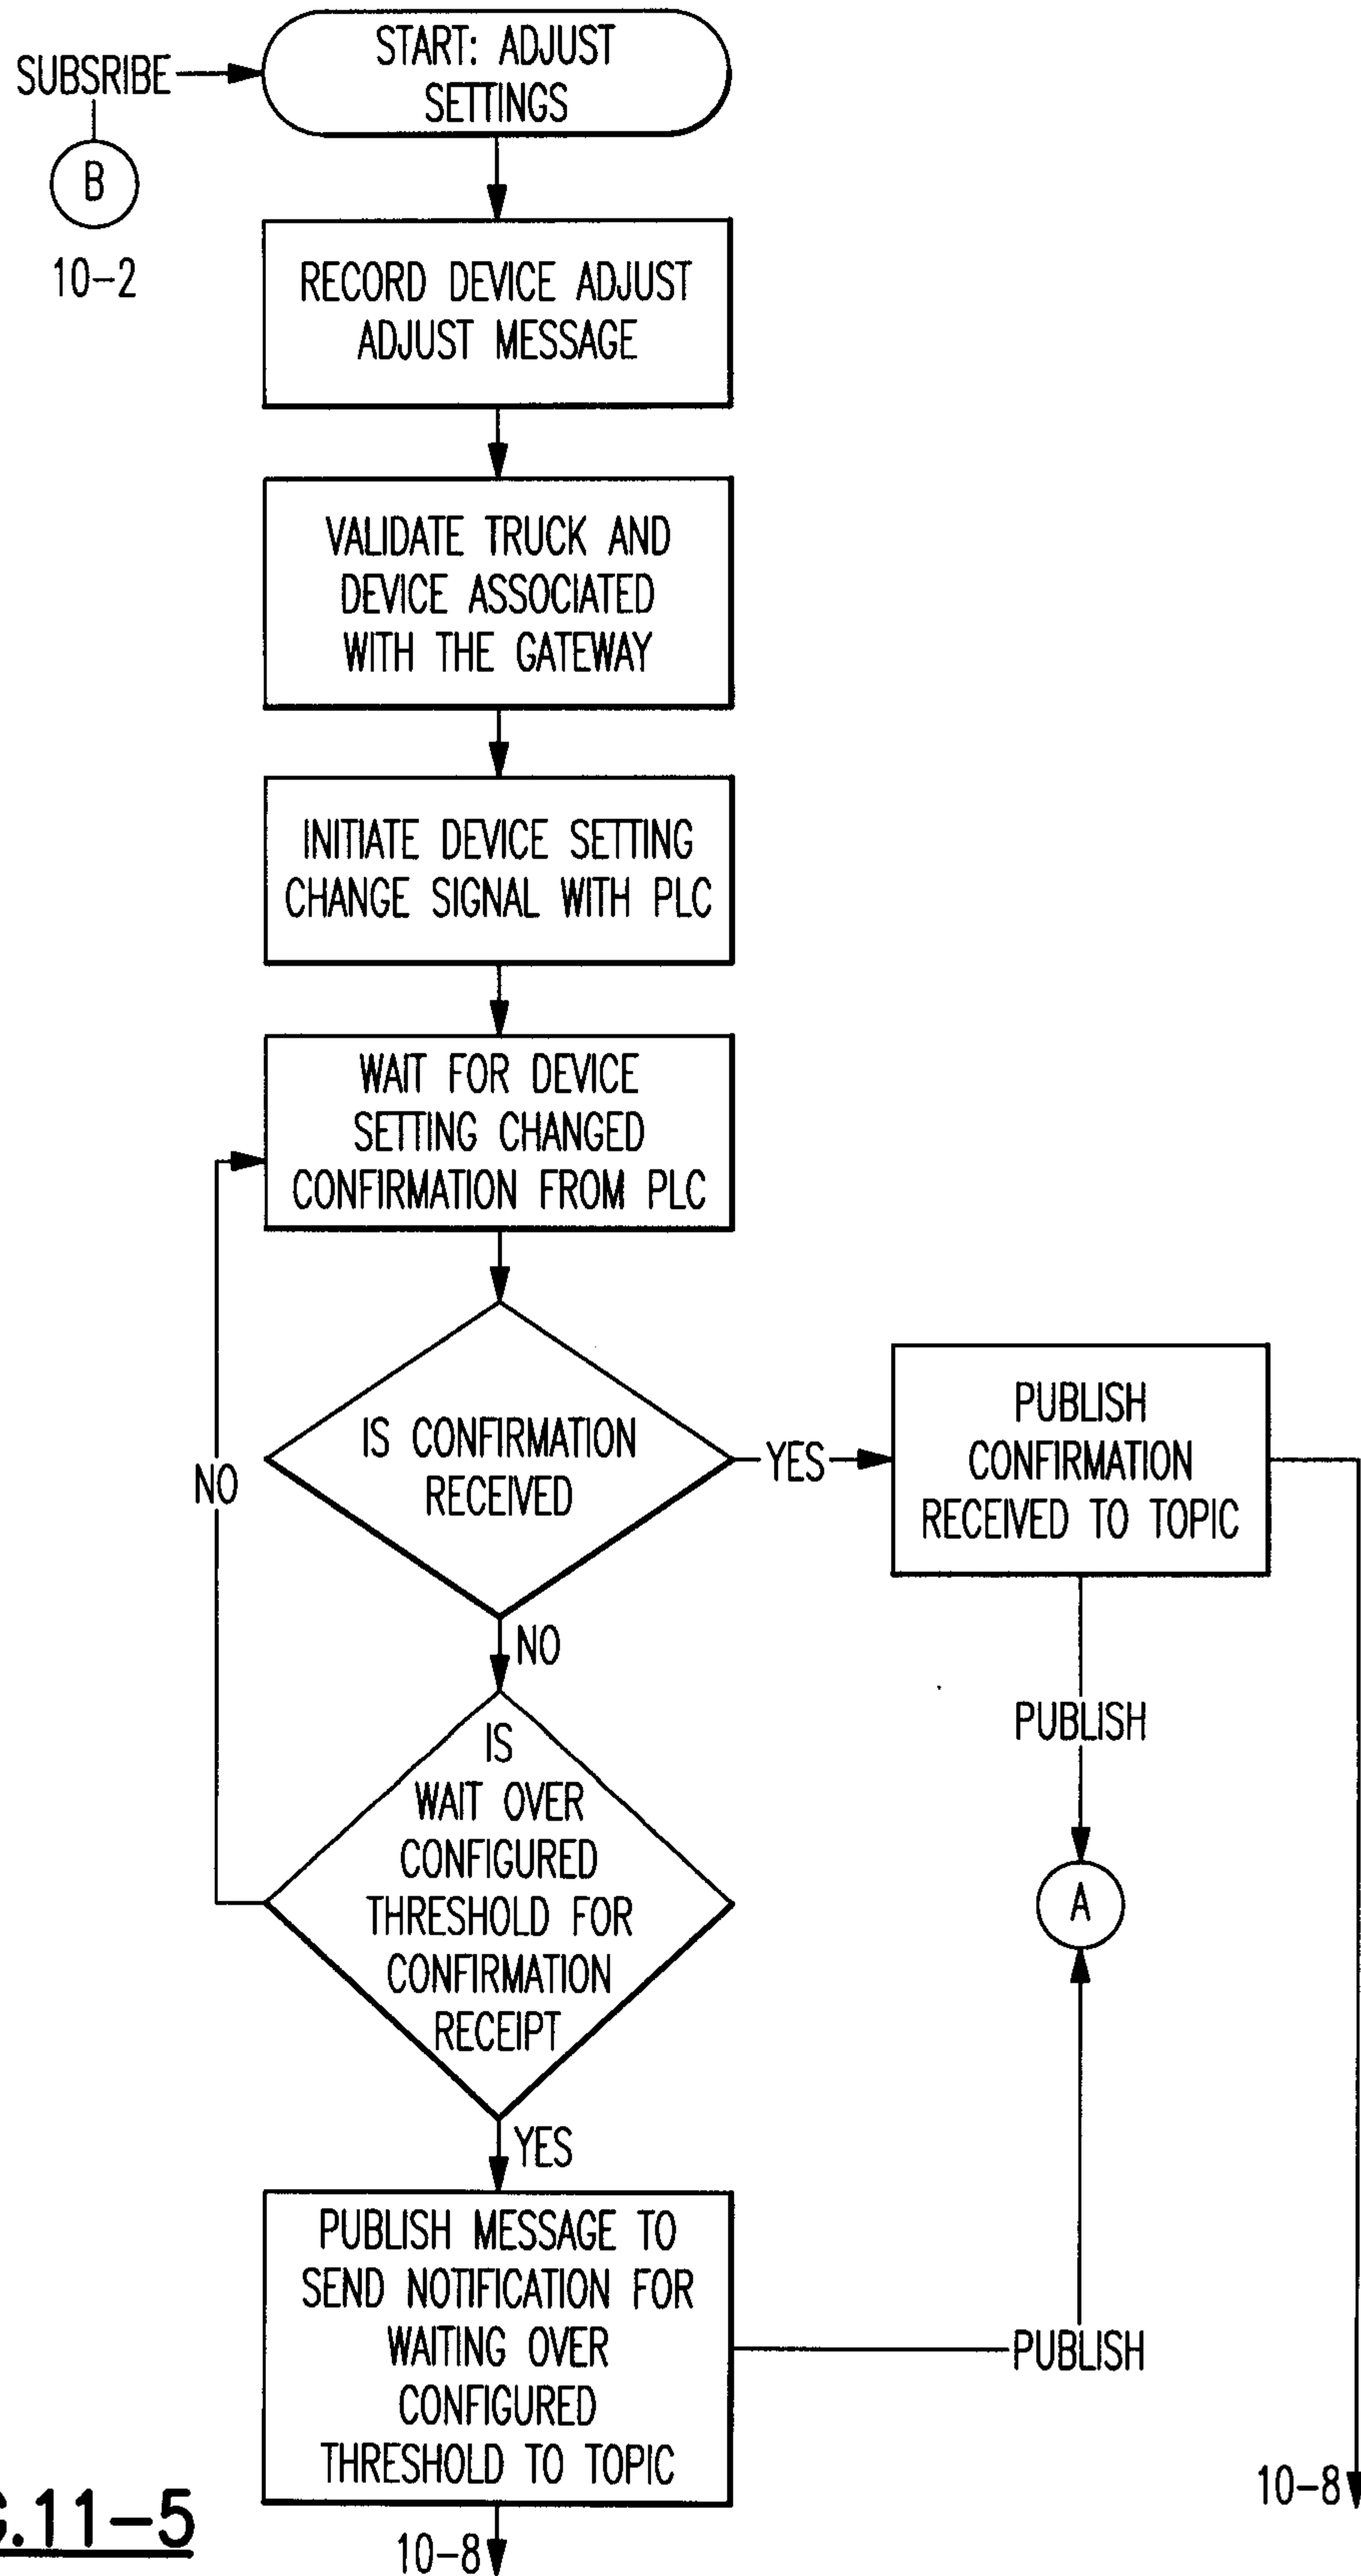 START: ADJUST
SETTINGS
SUBSRIBE
B
10-2
RECORD DEVICE ADJUST
ADJUST MESSAGE
VALIDATE TRUCK AND
DEVICE ASSOCIATED
WITH THE GATEWAY
INITIATE DEVICE SETTING
CHANGE SIGNAL WITH PLC
WAIT FOR DEVICE
SETTING CHANGED
CONFIRMATION FROM PLC
IS CONFIRMATION
RECEIVED
YES
PUBLISH
CONFIRMATION
RECEIVED TO TOPIC
NO
NO
PUBLISH
IS
WAIT OVER
CONFIGURED
THRESHOLD FOR
CONFIRMATION
RECEIPT
A
YES
PUBLISH MESSAGE TO
SEND NOTIFICATION FOR
WAITING OVER
CONFIGURED
THRESHOLD TO TOPIC
PUBLISH
10-8
10-8
G.11-5